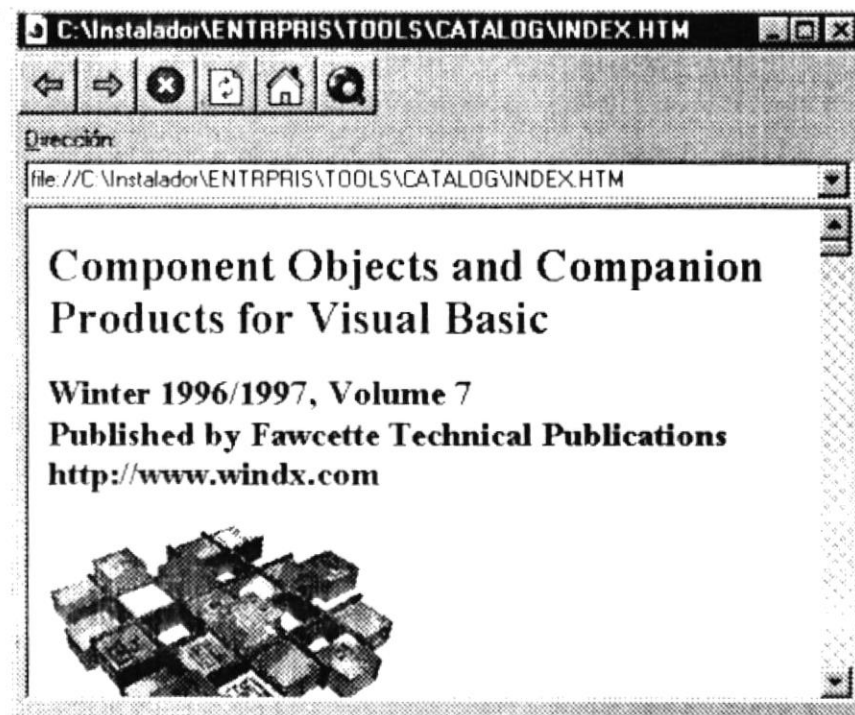 C:\Instalador\ENTRPRIS\TOOLS\CATALOG\INDEX.HTM
Dirección:
file://C:\Instalador\ENTRPRIS\TOOLS\CATALOG\INDEX.HTM
Component Objects and Companion
Products for Visual Basic
Winter 1996/1997, Volume 7
Published by Fawcette Technical Publications
http://www.windx.com